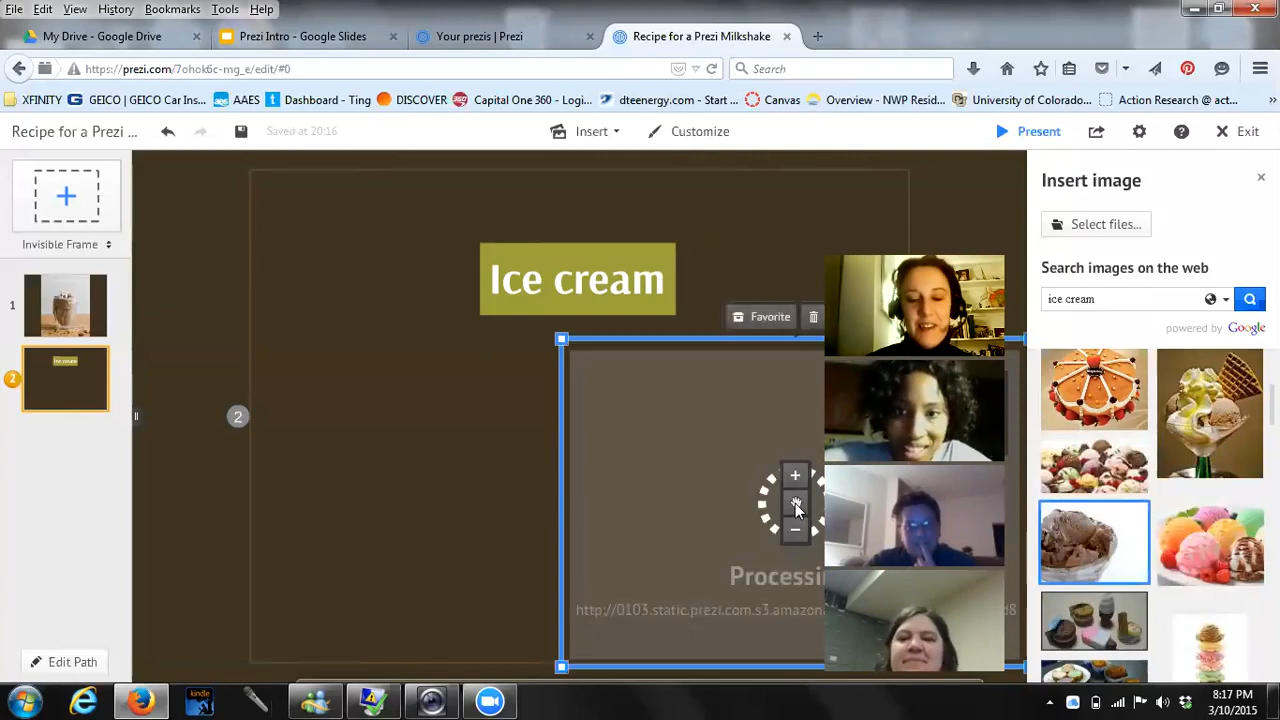 File Edit View History Bookmarks Tools Help
My Drive - Google Drive × Prezi Intro - Google Slides × Your prezis | Prezi × Recipe for a Prezi Milkshake × +
https://prezi.com/7ohok6c-mg_e/edit/#0 Search
XFINITY GEICO | GEICO Car Ins... AAES Dashboard - Ting DISCOVER Capital One 360 - Logi... dteenergy.com - Start ... Canvas Overview - NWP Resid... University of Colorado... Action Research @ act... »
Recipe for a Prezi ... Saved at 20:16 Insert Customize Present Exit
Insert image
Select files...
Invisible Frame
Search images on the web
Ice cream
ice cream
1
Favorite
powered by Google
2
2
Processi
http://0103.static.prezi.com.s3.amazon
d8
Edit Path
kindle
8:17 PM
3/10/2015